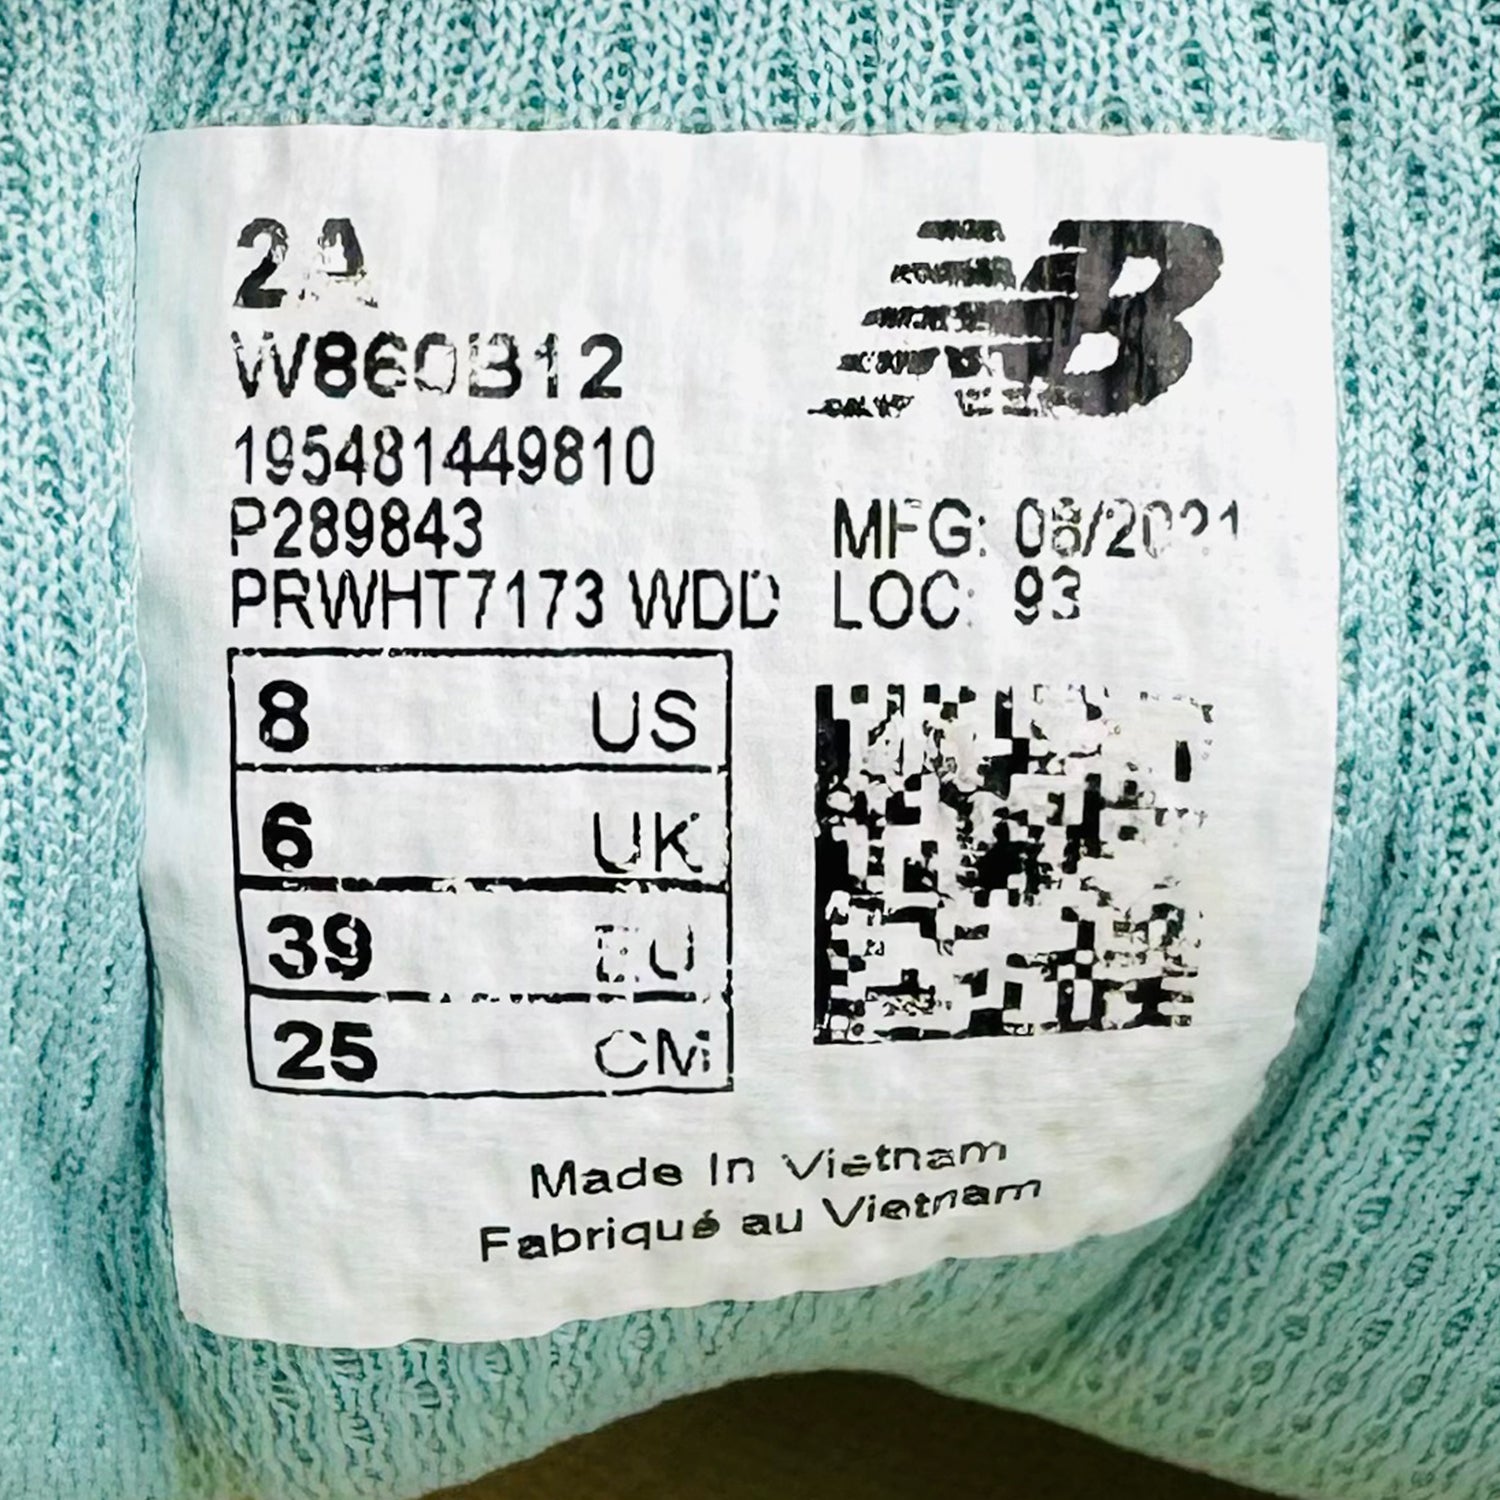 2A
W860B12
195481449810
P289843
PRWHT7173 WDD
NB
MFG: 08/2021
LOC: 93
8 US
6 UK
39 EU
25 CM
Made In Vietnam
Fabriqué au Vietnam